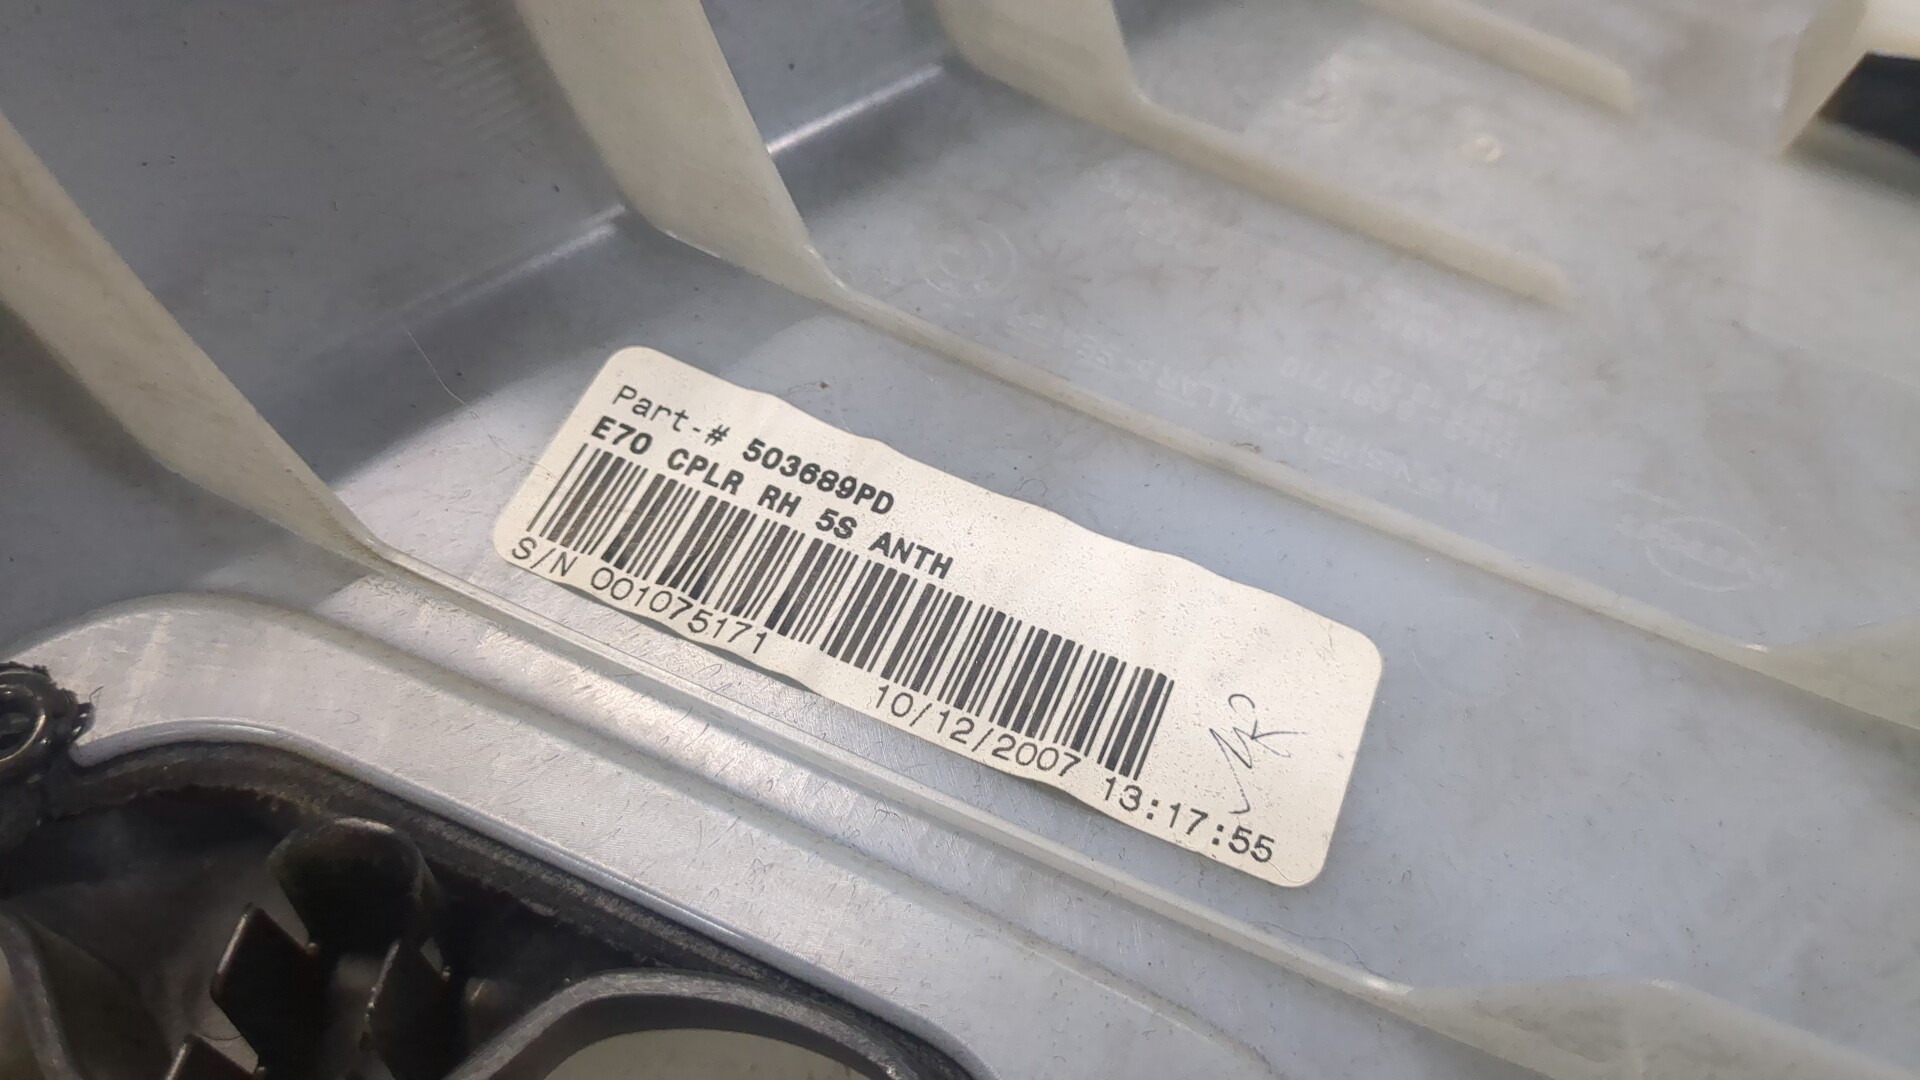 Part-# 503689PD
E70 CPLR RH 5S ANTH
S/N 001075171
10/12/2007 13:17:55